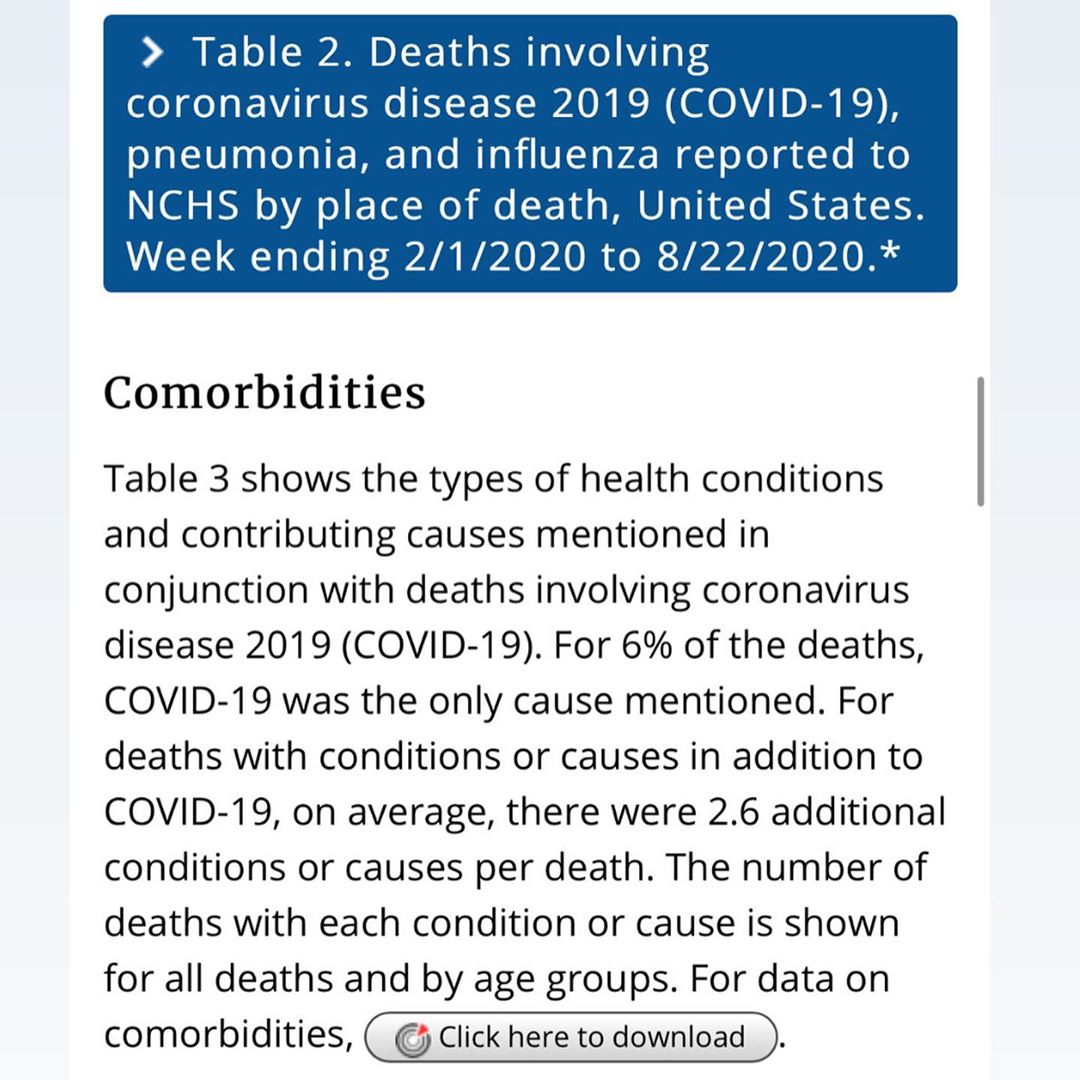 Table 2. Deaths involving
coronavirus disease 2019 (COVID-19),
pneumonia, and influenza reported to
NCHS by place of death, United States.
Week ending 2/1/2020 to 8/22/2020.*
Comorbidities
Table 3 shows the types of health conditions
and contributing causes mentioned in
conjunction with deaths involving coronavirus
disease 2019 (COVID-19). For 6% of the deaths,
COVID-19 was the only cause mentioned. For
deaths with conditions or causes in addition to
COVID-19, on average, there were 2.6 additional
conditions or causes per death. The number of
deaths with each condition or cause is shown
for all deaths and by age groups. For data on
comorbidities, Click here to download.